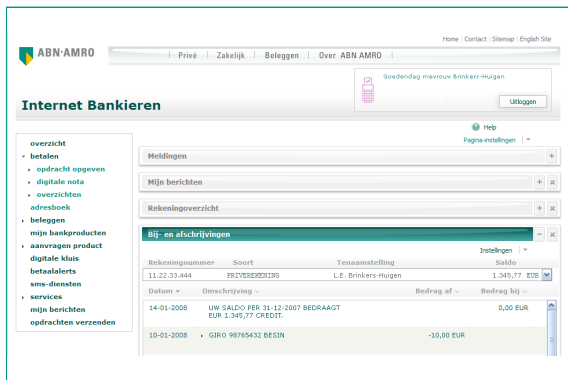 Home | Contact | Sitemap | English Site
ABN·AMRO
Privé | Zakelijk | Beleggen | Over ABN AMRO |
Goedendag mevrouw Brinkers-Huigen
Uitloggen
Internet Bankieren
Help
Pagina-instellingen
overzicht
betalen
opdracht opgeven
digitale nota
overzichten
adresboek
beleggen
mijn bankproducten
aanvragen product
digitale kluis
betaalalerts
sms-diensten
services
mijn berichten
opdrachten verzenden
Meldingen
Mijn berichten
Rekeningoverzicht
Bij- en afschrijvingen
Instellingen
Rekeningnummer Soort Tenaamstelling Saldo
11.22.33.444 PRIVEREKENING L.E. Brinkers-Huigen 1.345,77 EUR
Datum Omschrijving Bedrag af Bedrag bij
14-01-2008 UW SALDO PER 31-12-2007 BEDRAAGT 0,00 EUR
EUR 1.345,77 CREDIT.
10-01-2008 GIRO 98765432 BESIN -10,00 EUR